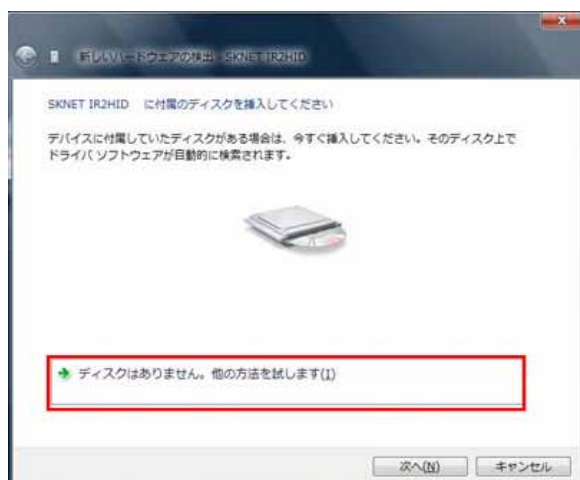 新しいハードウェアの検出 - SKNET IR2HID
SKNET IR2HID に付属のディスクを挿入してください
デバイスに付属していたディスクがある場合は、今すぐ挿入してください。そのディスク上で
ドライバ ソフトウェアが自動的に検索されます。
ディスクはありません。他の方法を試します(I)
次へ(N)
キャンセル